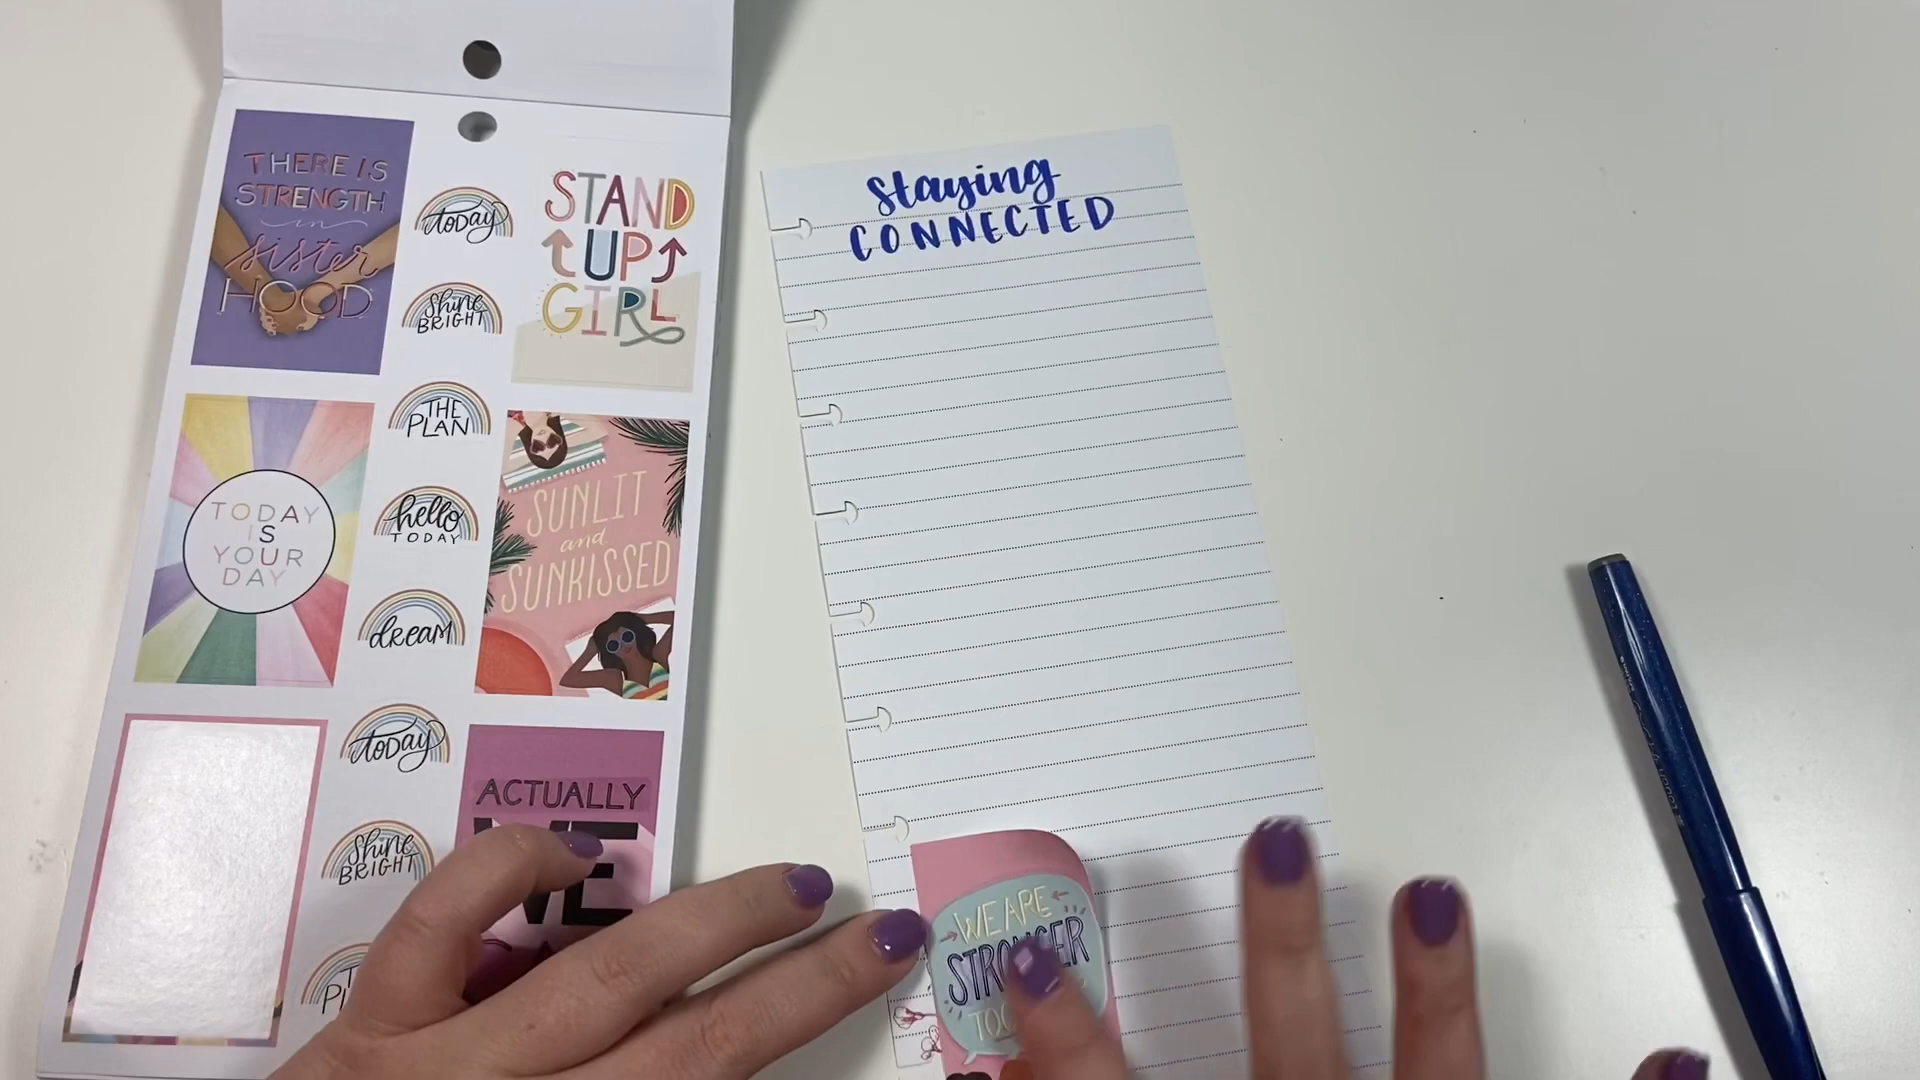 THERE IS
STRENGTH
in
sister
HOOD
today
Shine
BRIGHT
STAND
UP
GIRL
TODAY
IS
YOUR
DAY
THE
PLAN
hello
TODAY
dream
SUNLIT
and
SUNKISSED
today
Shine
BRIGHT
ACTUALLY
WE
Staying
CONNECTED
WE ARE
STRONGER